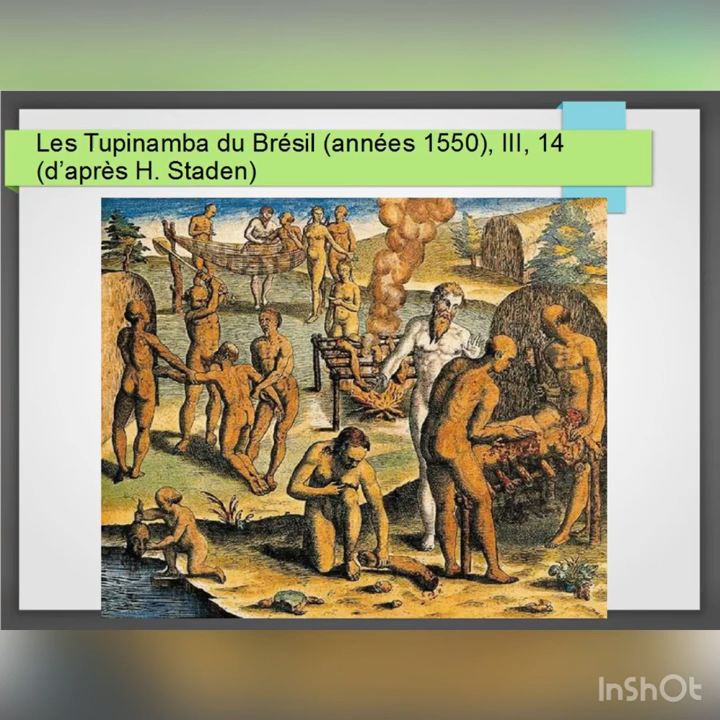 Les Tupinamba du Brésil (années 1550), III, 14
(d’après H. Staden)
InShOt